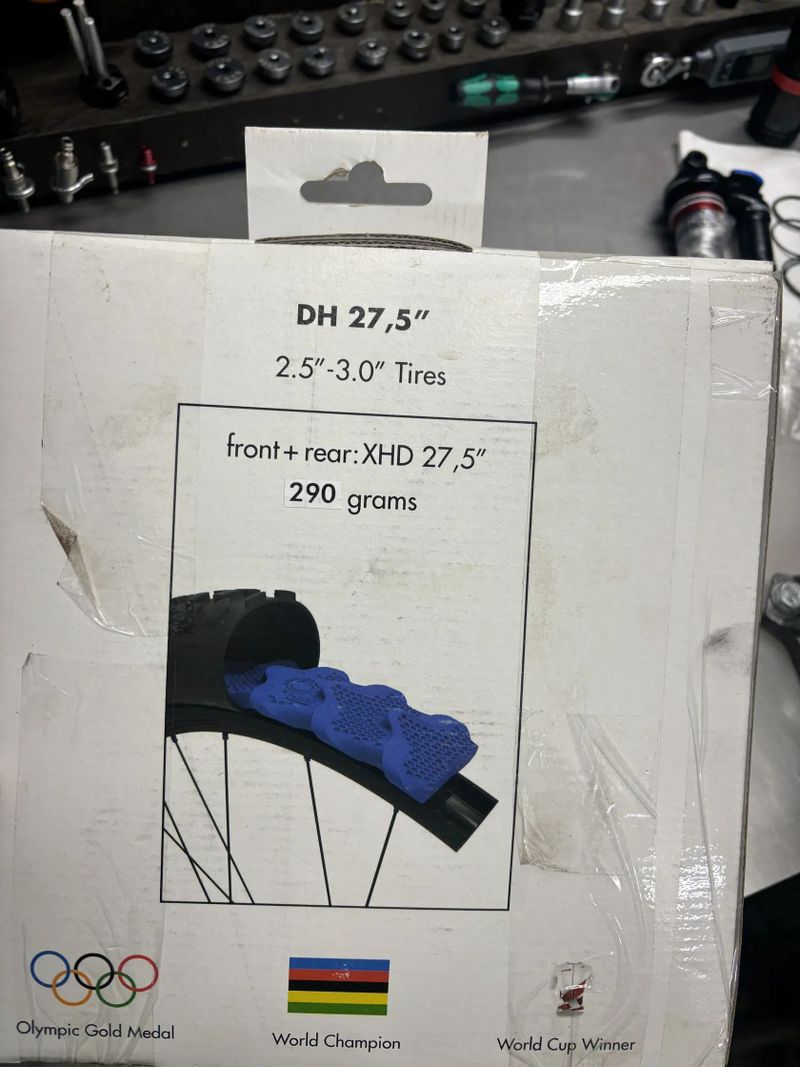 DH 27,5″
2.5″-3.0″ Tires
front+rear:XHD 27,5″
290 grams
Olympic Gold Medal
World Champion
World Cup Winner